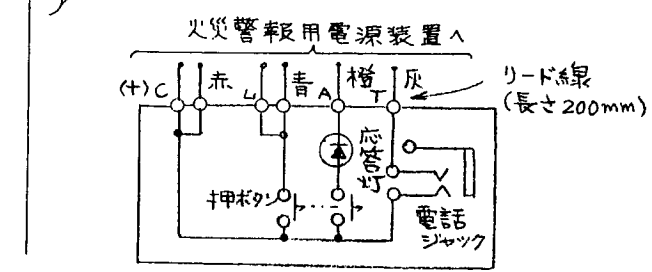 火災警報用電源装置へ
(+)C 赤 L 青 A 橙 T 灰
リード線
(長さ200mm)
応答灯
押ボタン
電話
ジャック